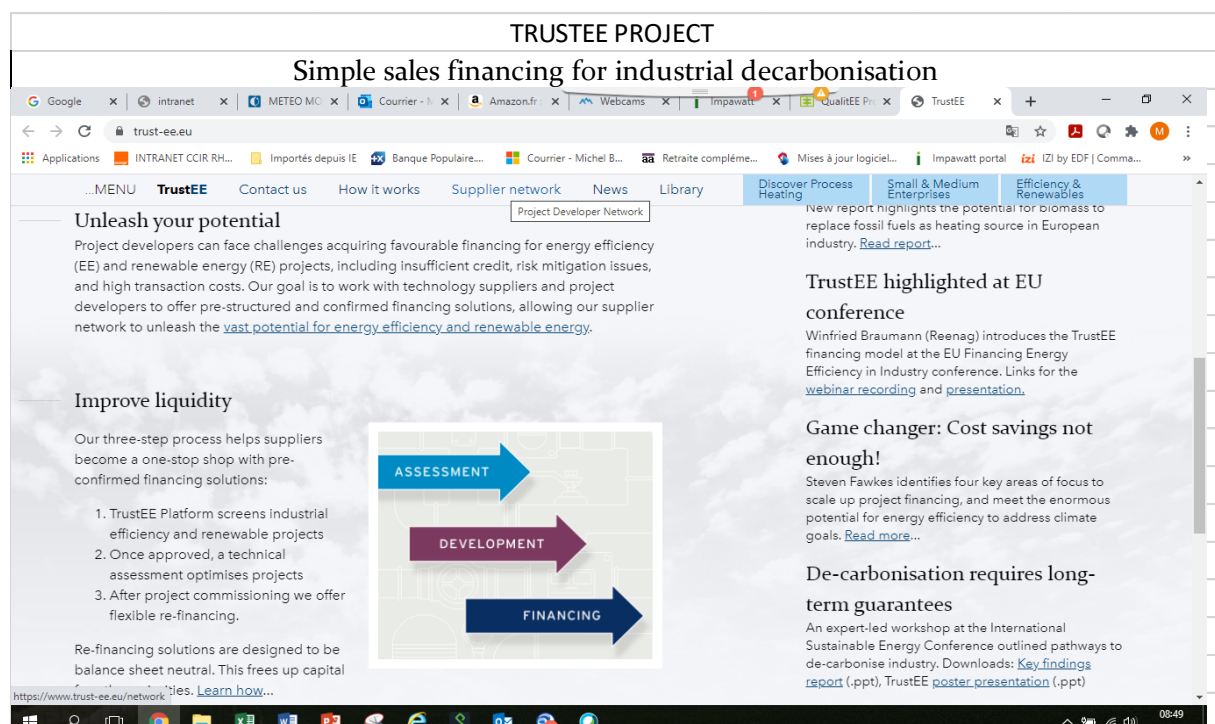 TRUSTEE PROJECT
Simple sales financing for industrial decarbonisation
Google
intranet
METEO MO
Courrier - M
Amazon.fr :
Webcams
Impawatt
1
QualitEE Pr
TrustEE
trust-ee.eu
M
Applications
INTRANET CCIR RH...
Importés depuis IE
Banque Populaire....
Courrier - Michel B...
Retraite compléme...
Mises à jour logiciel...
Impawatt portal
izi IZI by EDF | Comma...
...MENU
TrustEE
Contact us
How it works
Supplier network
News
Library
Discover Process
Heating
Small & Medium
Enterprises
Efficiency &
Renewables
Project Developer Network
Unleash your potential
Project developers can face challenges acquiring favourable financing for energy efficiency
(EE) and renewable energy (RE) projects, including insufficient credit, risk mitigation issues,
and high transaction costs. Our goal is to work with technology suppliers and project
developers to offer pre-structured and confirmed financing solutions, allowing our supplier
network to unleash the vast potential for energy efficiency and renewable energy.
Improve liquidity
Our three-step process helps suppliers
become a one-stop shop with pre-
confirmed financing solutions:
1. TrustEE Platform screens industrial
efficiency and renewable projects
2. Once approved, a technical
assessment optimises projects
3. After project commissioning we offer
flexible re-financing.
Re-financing solutions are designed to be
balance sheet neutral. This frees up capital
ties. Learn how...
ASSESSMENT
DEVELOPMENT
FINANCING
New report highlights the potential for biomass to
replace fossil fuels as heating source in European
industry. Read report...
TrustEE highlighted at EU
conference
Winfried Braumann (Reenag) introduces the TrustEE
financing model at the EU Financing Energy
Efficiency in Industry conference. Links for the
webinar recording and presentation.
Game changer: Cost savings not
enough!
Steven Fawkes identifies four key areas of focus to
scale up project financing, and meet the enormous
potential for energy efficiency to address climate
goals. Read more...
De-carbonisation requires long-
term guarantees
An expert-led workshop at the International
Sustainable Energy Conference outlined pathways to
de-carbonise industry. Downloads: Key findings
report (.ppt), TrustEE poster presentation (.ppt)
https://www.trust-ee.eu/network
08:49